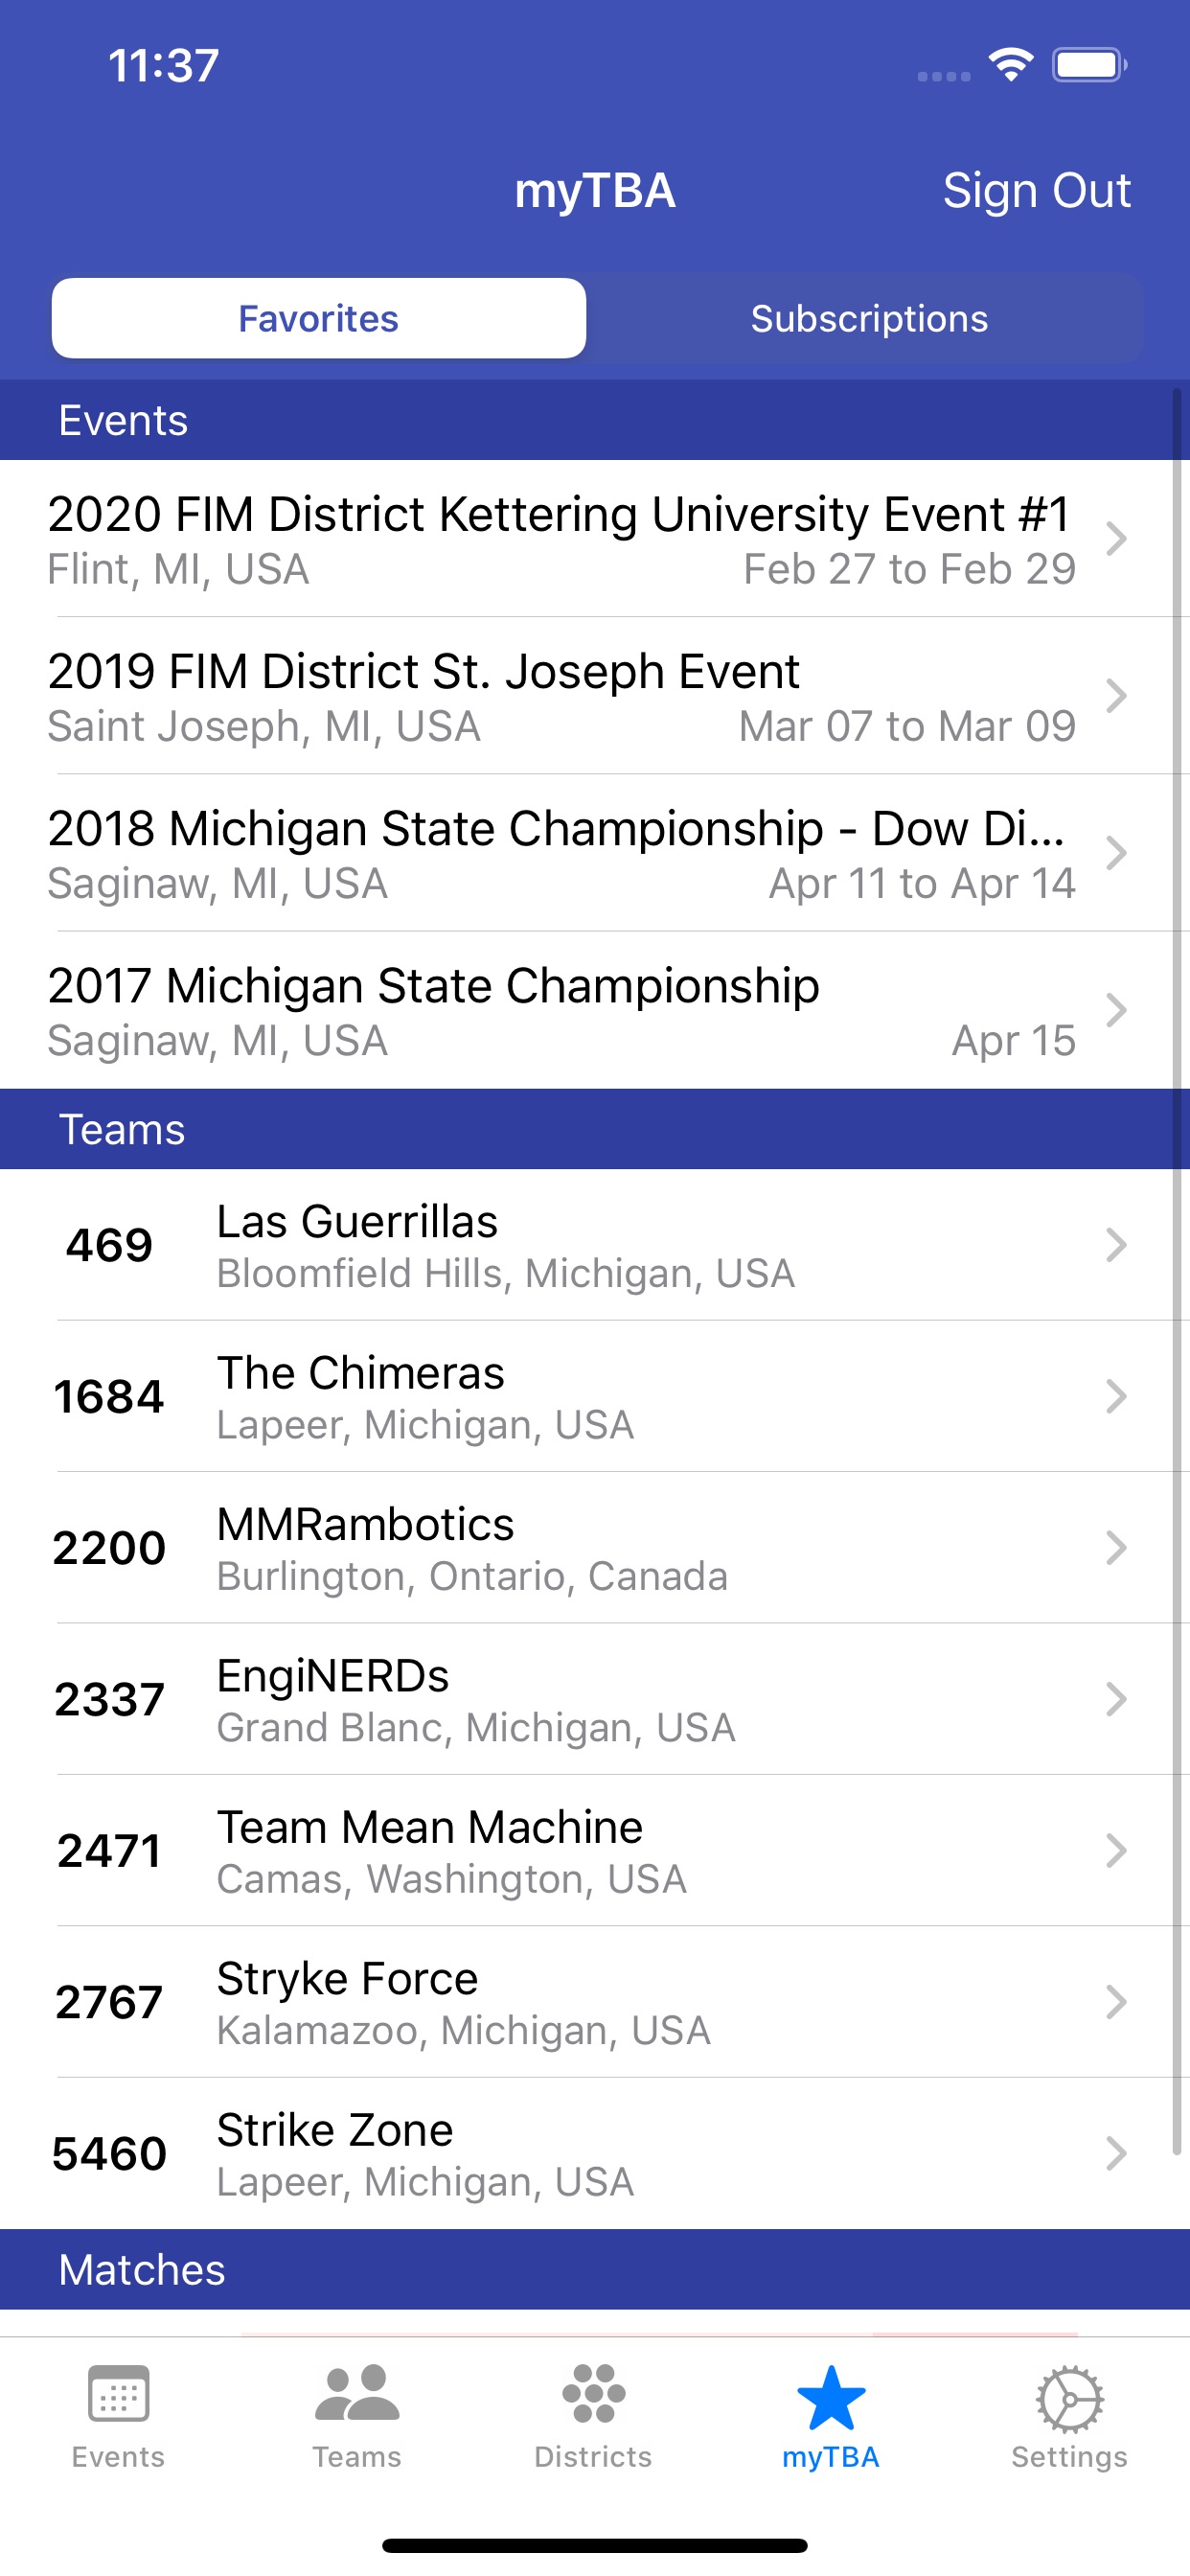 11:37
myTBA
Sign Out
Favorites
Subscriptions
Events
2020 FIM District Kettering University Event #1
Flint, MI, USA
Feb 27 to Feb 29
2019 FIM District St. Joseph Event
Saint Joseph, MI, USA
Mar 07 to Mar 09
2018 Michigan State Championship - Dow Di...
Saginaw, MI, USA
Apr 11 to Apr 14
2017 Michigan State Championship
Saginaw, MI, USA
Apr 15
Teams
469
Las Guerrillas
Bloomfield Hills, Michigan, USA
1684
The Chimeras
Lapeer, Michigan, USA
2200
MMRambotics
Burlington, Ontario, Canada
2337
EngiNERDs
Grand Blanc, Michigan, USA
2471
Team Mean Machine
Camas, Washington, USA
2767
Stryke Force
Kalamazoo, Michigan, USA
5460
Strike Zone
Lapeer, Michigan, USA
Matches
Events
Teams
Districts
myTBA
Settings